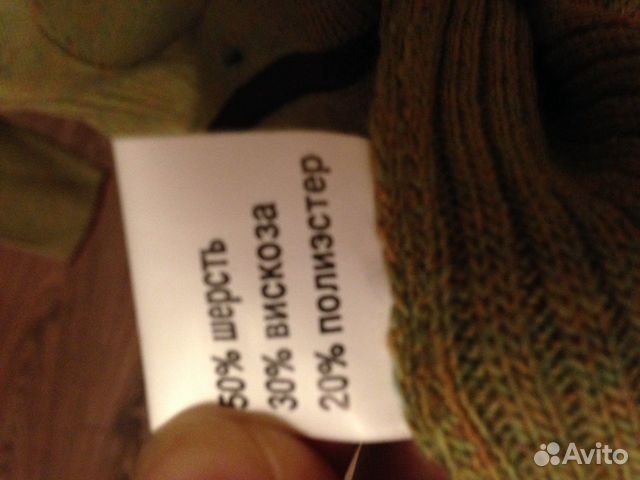 50% шерсть
30% вискоза
20% полиэстер
Avito